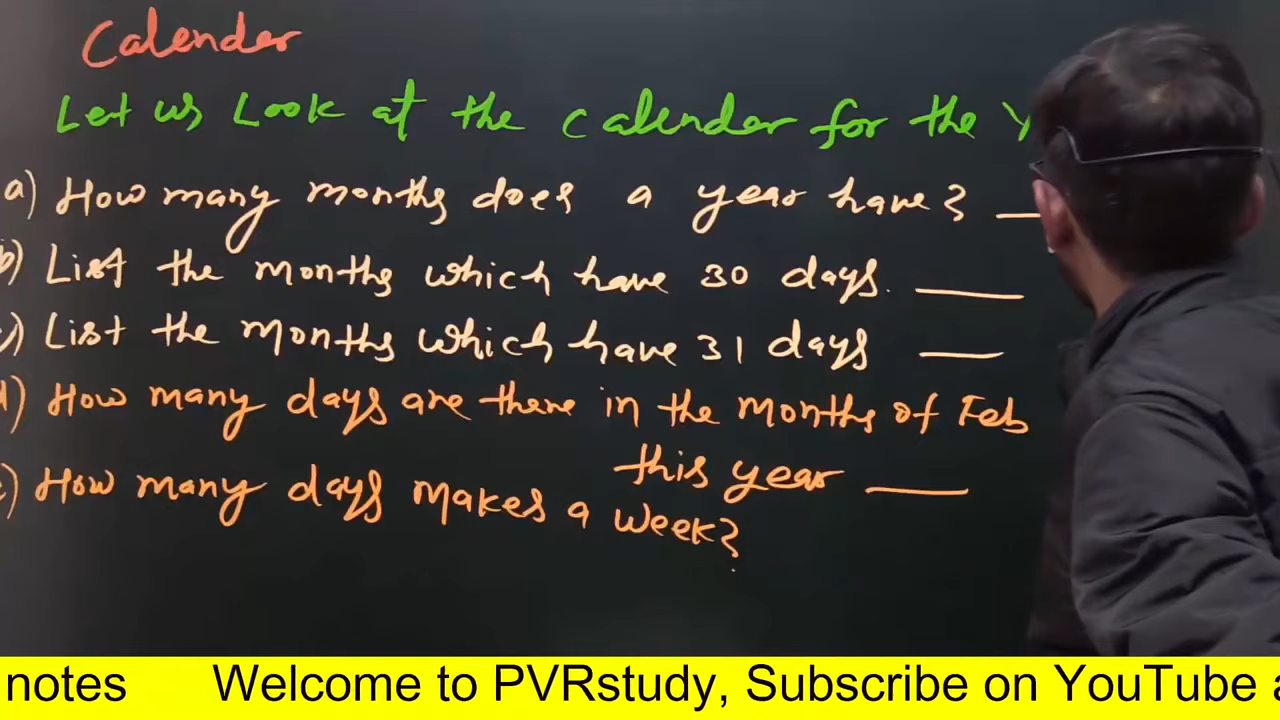 Calender
Let us Look at the Calender for the Y
a) How many months does a year have?
b) List the months which have 30 days.
c) List the months which have 31 days
d) How many days are there in the months of Feb
this year
e) How many days makes a week?
notes Welcome to PVRstudy, Subscribe on YouTube a